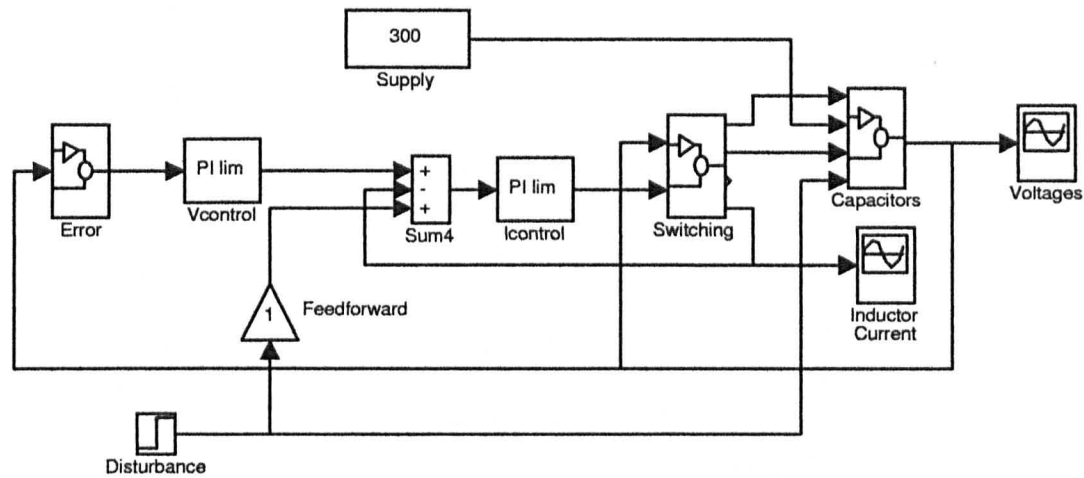 300
Supply
PI lim
Vcontrol
Error
+
-
+
Sum4
PI lim
Icontrol
Switching
Capacitors
Voltages
Inductor
Current
1
Feedforward
Disturbance